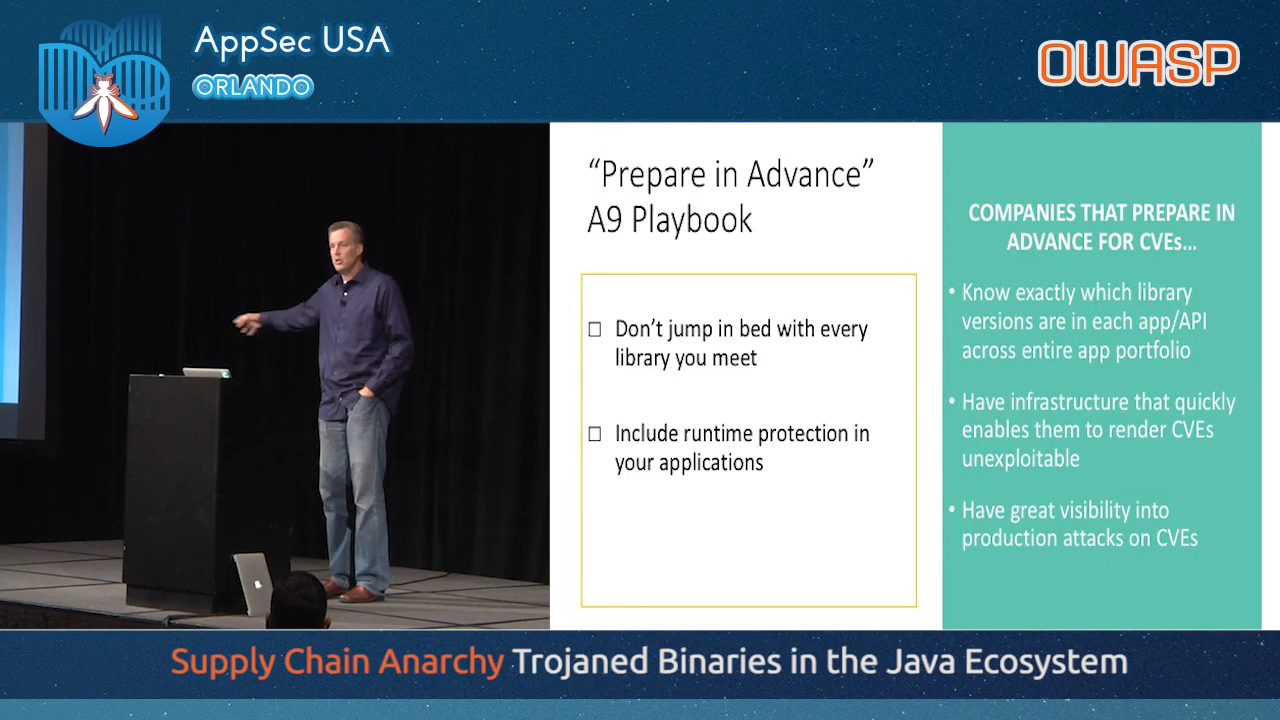 AppSec USA
ORLANDO
OWASP
“Prepare in Advance”
A9 Playbook
Don’t jump in bed with every
library you meet
Include runtime protection in
your applications
COMPANIES THAT PREPARE IN
ADVANCE FOR CVEs…
• Know exactly which library
versions are in each app/API
across entire app portfolio
• Have infrastructure that quickly
enables them to render CVEs
unexploitable
• Have great visibility into
production attacks on CVEs
Supply Chain Anarchy Trojaned Binaries in the Java Ecosystem